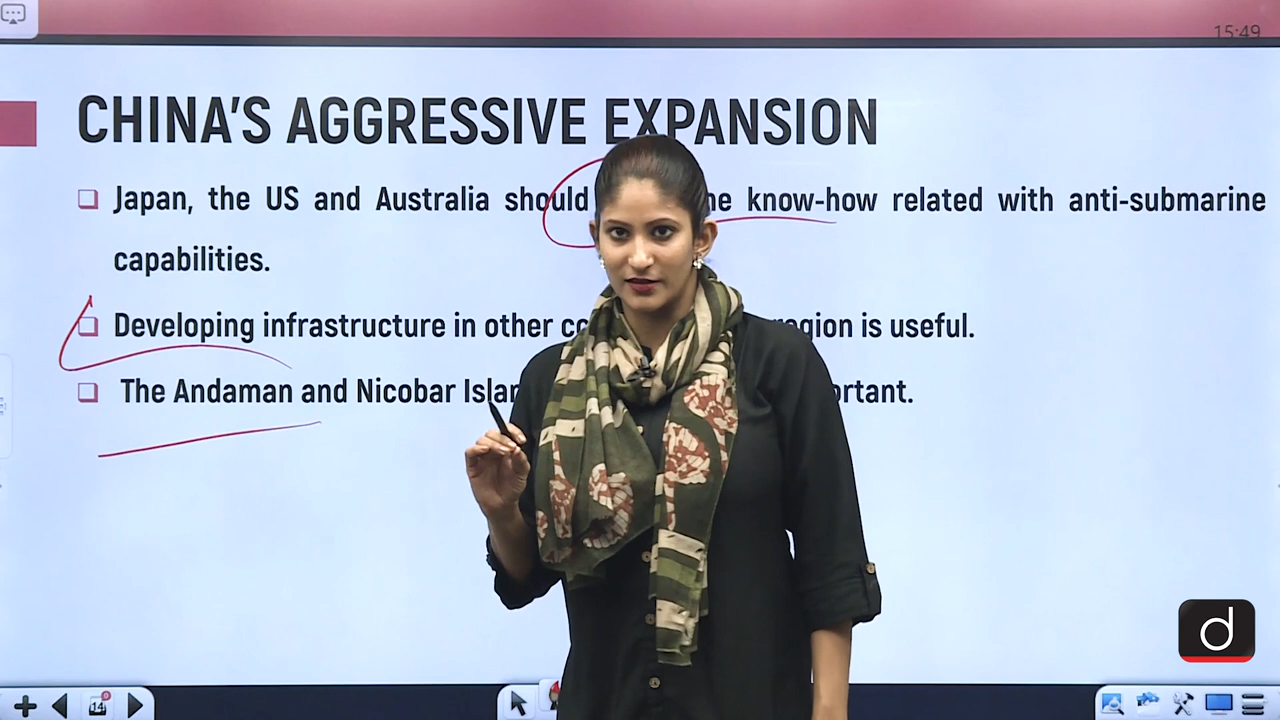 15:49
CHINA'S AGGRESSIVE EXPANSION
Japan, the US and Australia should know-how related with anti-submarine
capabilities.
Developing infrastructure in other region is useful.
The Andaman and Nicobar
d
14